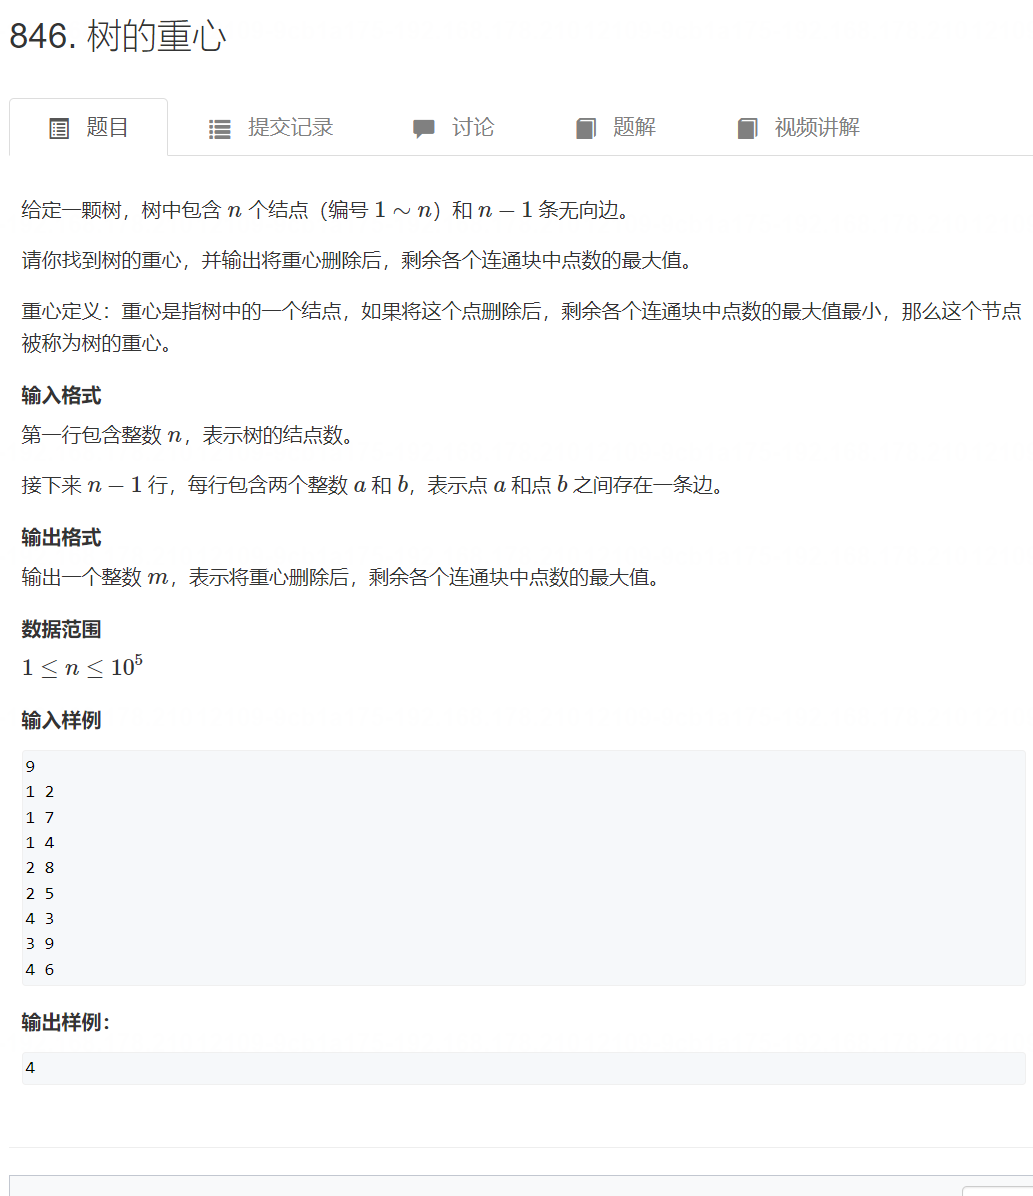 846. 树的重心
题目 提交记录 讨论 题解 视频讲解
给定一颗树，树中包含 n 个结点（编号 1 ∼ n）和 n − 1 条无向边。
请你找到树的重心，并输出将重心删除后，剩余各个连通块中点数的最大值。
重心定义：重心是指树中的一个结点，如果将这个点删除后，剩余各个连通块中点数的最大值最小，那么这个节点
被称为树的重心。
输入格式
第一行包含整数 n，表示树的结点数。
接下来 n − 1 行，每行包含两个整数 a 和 b，表示点 a 和点 b 之间存在一条边。
输出格式
输出一个整数 m，表示将重心删除后，剩余各个连通块中点数的最大值。
数据范围
1 ≤ n ≤ 10⁵
输入样例
9
1 2
1 7
1 4
2 8
2 5
4 3
3 9
4 6
输出样例：
4